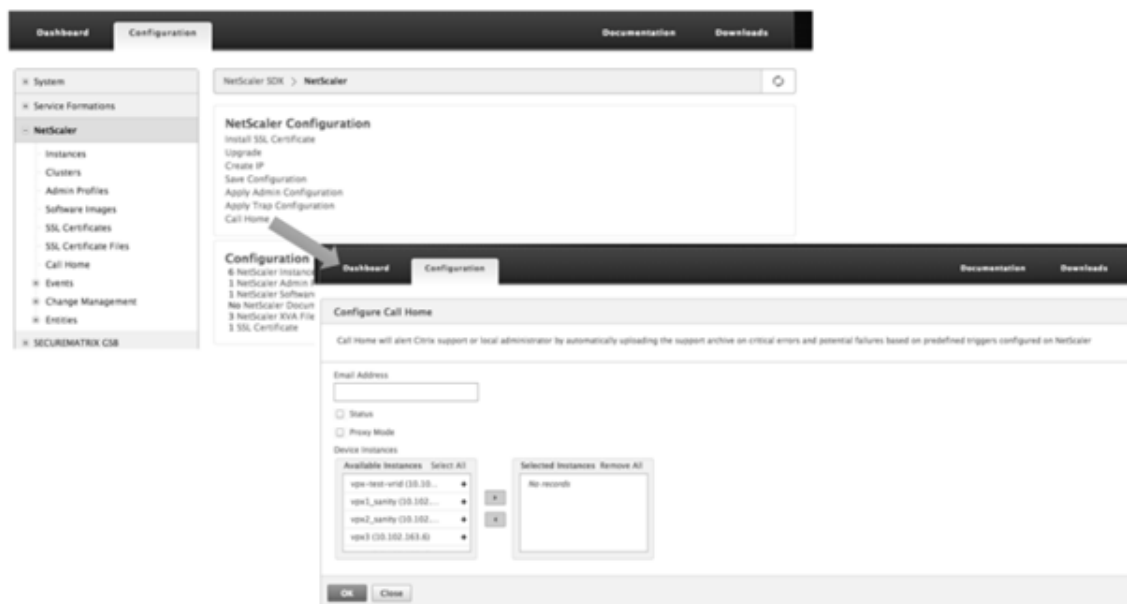 Dashboard Configuration Documentation Downloads
System
Service Formations
NetScaler
Instances
Clusters
Admin Profiles
Software Images
SSL Certificates
SSL Certificate Files
Call Home
Events
Change Management
Entities
SECUREMATRIX GSB
NetScaler SDX > NetScaler
NetScaler Configuration
Install SSL Certificate
Upgrade
Create IP
Save Configuration
Apply Admin Configuration
Apply Trap Configuration
Call Home
Configuration
6 NetScaler Instance
1 NetScaler Admin
1 NetScaler Software
No NetScaler Docum
3 NetScaler XVA File
1 SSL Certificate
Dashboard Configuration Documentation Downloads
Configure Call Home
Call Home will alert Citrix support or local administrator by automatically uploading the support archive on critical errors and potential failures based on predefined triggers configured on NetScaler
Email Address
Status
Proxy Mode
Device Instances
Available Instances Select All
vpx-test-vrid (10.10...
vpx1_sanity (10.102....
vpx2_sanity (10.102....
vpx3 (10.102.163.6)
Selected Instances Remove All
No records
OK Close